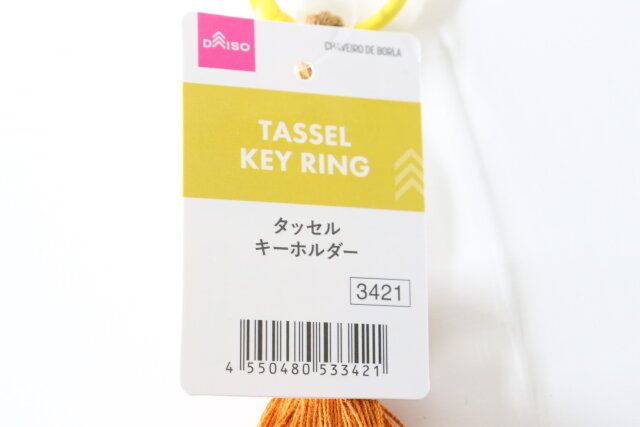 DAISO
CHAVEIRO DE BORLA
TASSEL
KEY RING
タッセル
キーホルダー
3421
4 550480 533421